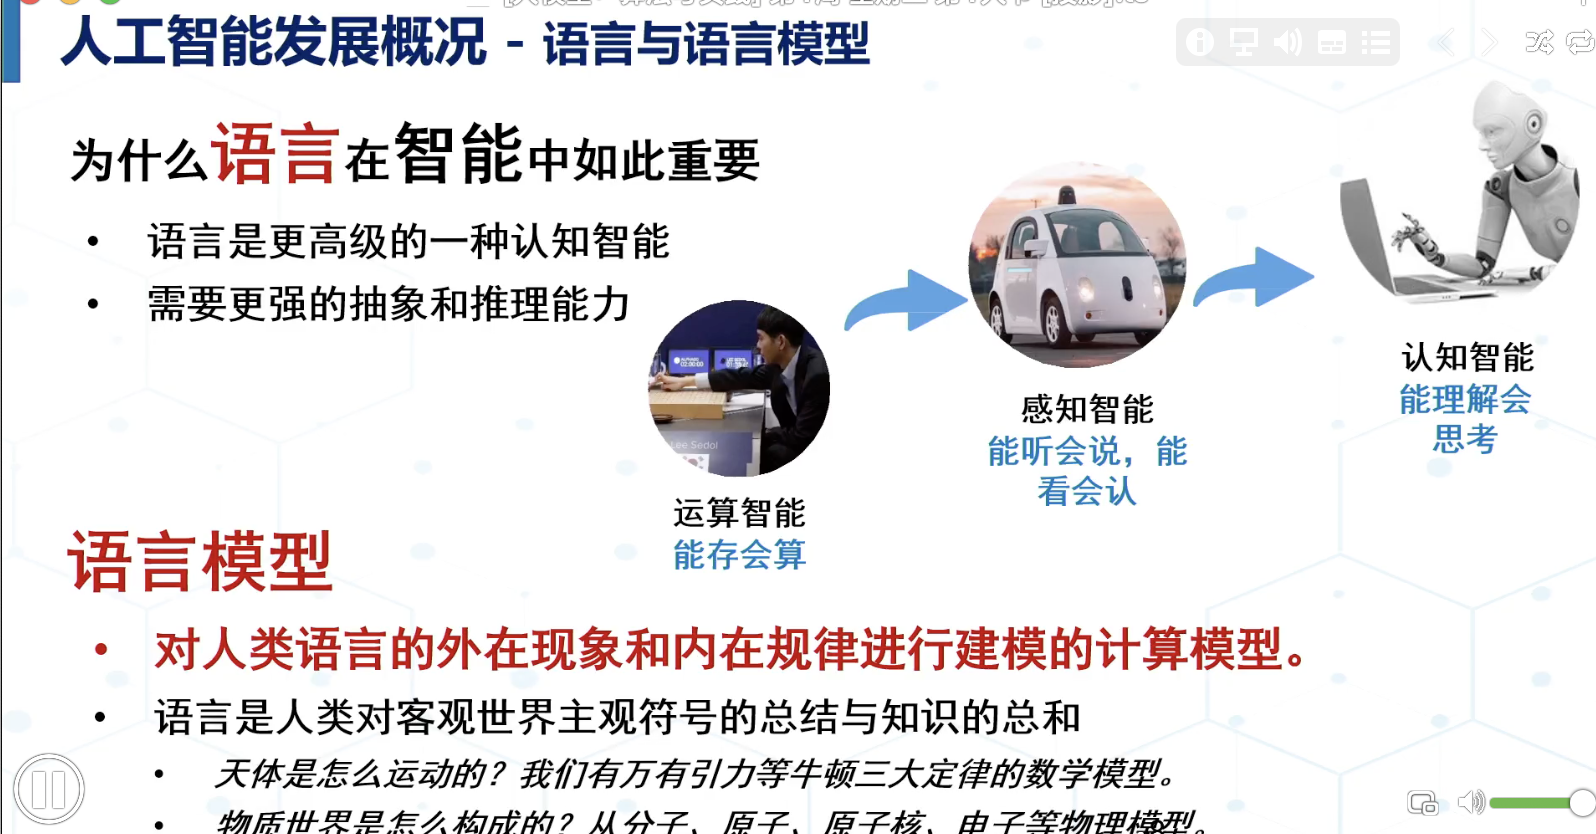 人工智能发展概况 - 语言与语言模型
为什么语言在智能中如此重要
• 语言是更高级的一种认知智能
• 需要更强的抽象和推理能力
Lee Sedol
运算智能
能存会算
感知智能
能听会说，能
看会认
认知智能
能理解会
思考
语言模型
• 对人类语言的外在现象和内在规律进行建模的计算模型。
• 语言是人类对客观世界主观符号的总结与知识的总和
• 天体是怎么运动的？我们有万有引力等牛顿三大定律的数学模型。
• 物质世界是怎么构成的？从分子、原子、原子核、电子等物理模型。